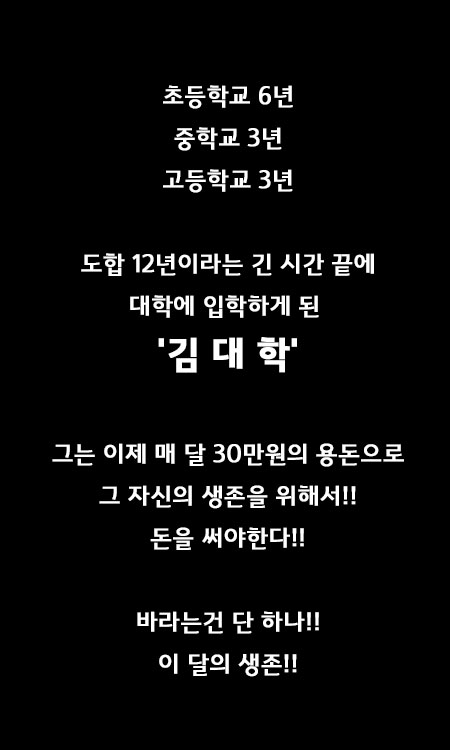 초등학교 6년
중학교 3년
고등학교 3년
도합 12년이라는 긴 시간 끝에
대학에 입학하게 된
'김 대 학'
그는 이제 매 달 30만원의 용돈으로
그 자신의 생존을 위해서!!
돈을 써야한다!!
바라는건 단 하나!!
이 달의 생존!!